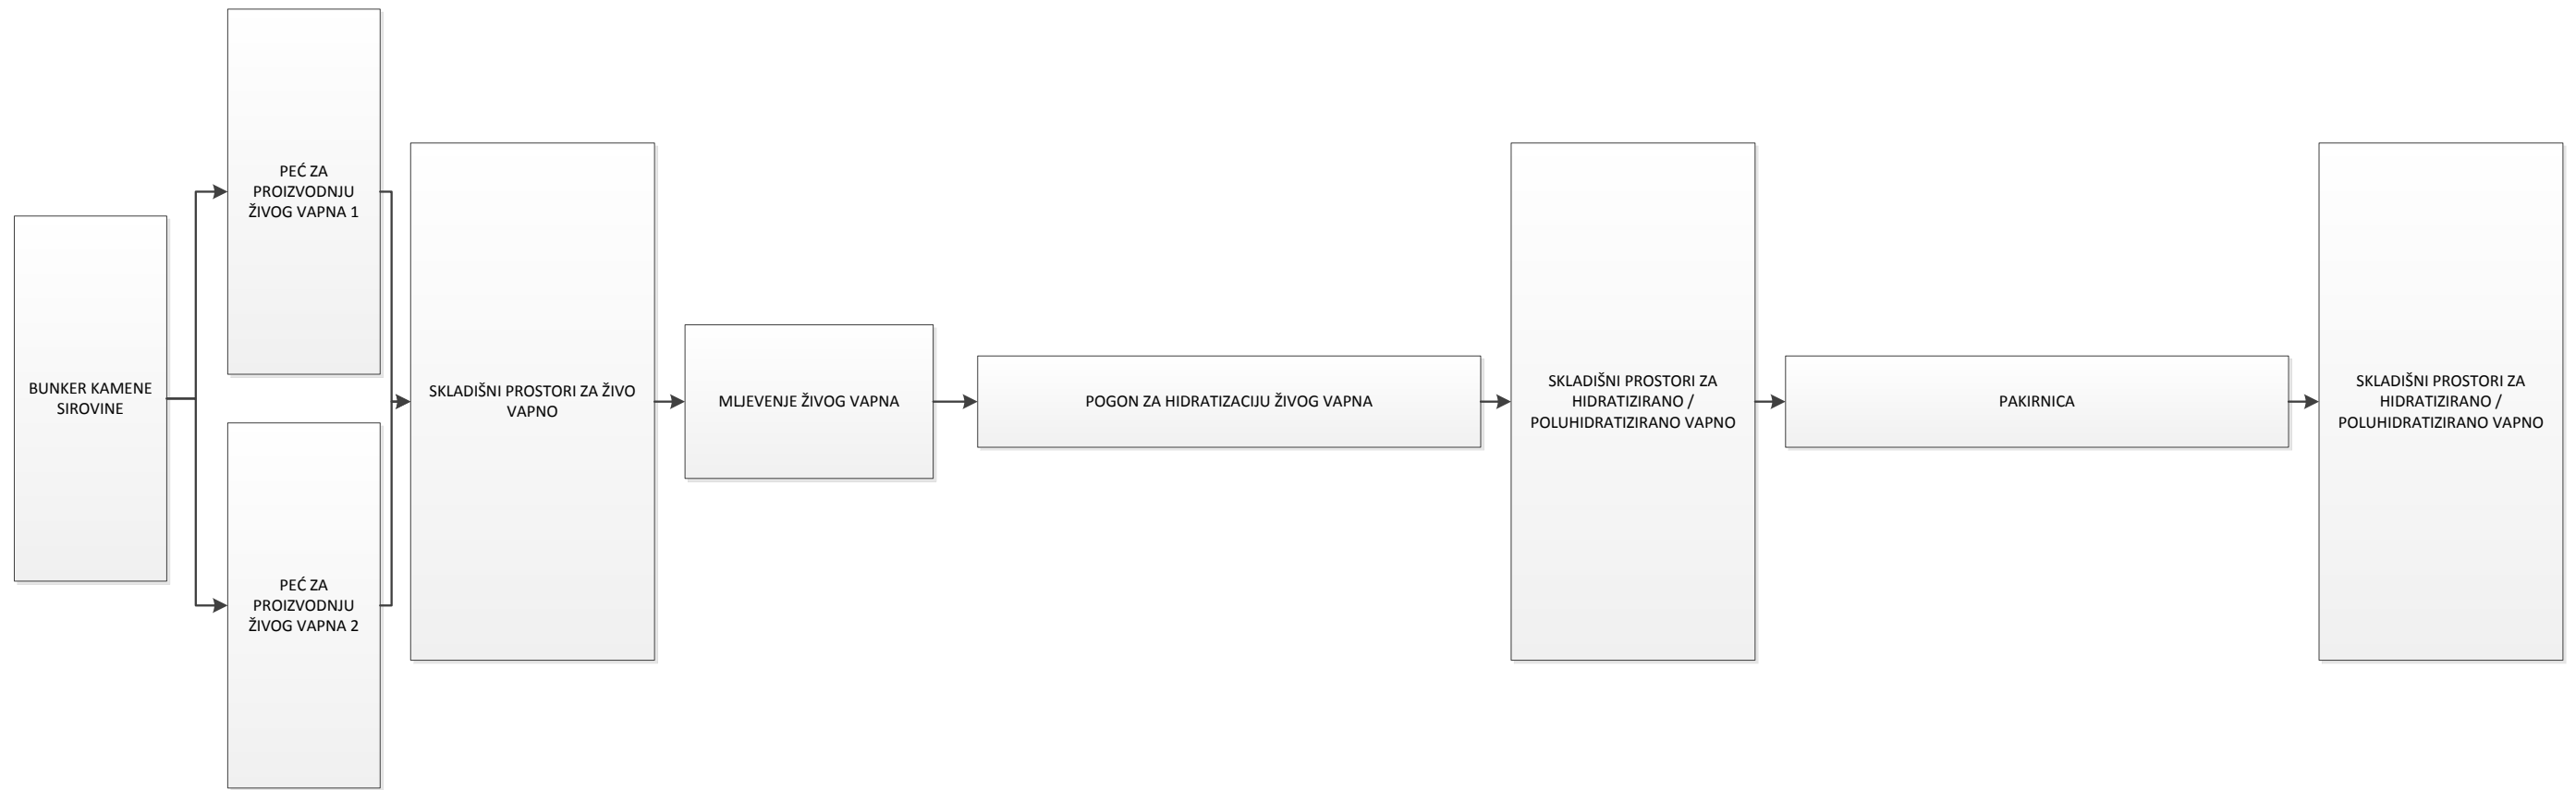 BUNKER KAMENE
SIROVINE
PEĆ ZA
PROIZVODNJU
ŽIVOG VAPNA 1
PEĆ ZA
PROIZVODNJU
ŽIVOG VAPNA 2
SKLADIŠNI PROSTORI ZA ŽIVO
VAPNO
MLJEVENJE ŽIVOG VAPNA
POGON ZA HIDRATIZACIJU ŽIVOG VAPNA
SKLADIŠNI PROSTORI ZA
HIDRATIZIRANO /
POLUHIDRATIZIRANO VAPNO
PAKIRNICA
SKLADIŠNI PROSTORI ZA
HIDRATIZIRANO /
POLUHIDRATIZIRANO VAPNO